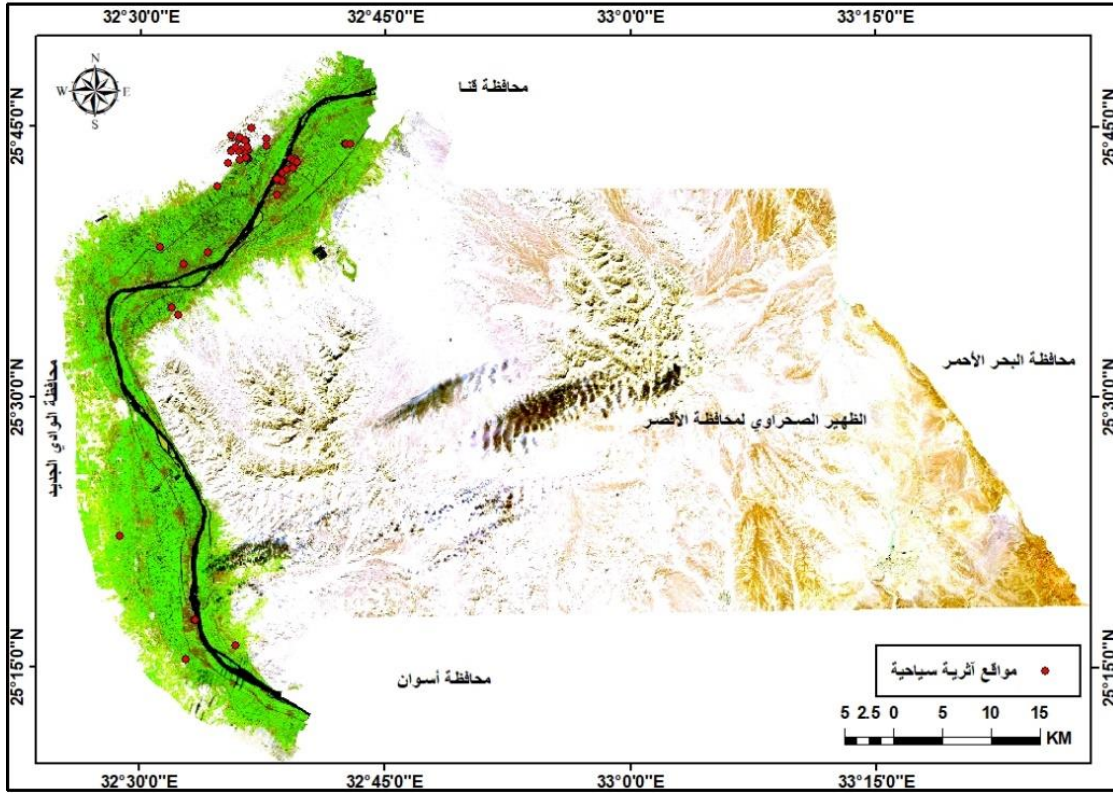 32°30'0"E 32°45'0"E 33°0'0"E 33°15'0"E
N
W E
S
محافظة قنا
25°45'0"N 25°45'0"N
محافظة البحر الأحمر
25°30'0"N 25°30'0"N
محافظة الوادي الجديد
الظهير الصحراوي لمحافظة الأقصر
25°15'0"N 25°15'0"N
محافظة أسوان
مواقع آثرية سياحية
5 2.5 0 5 10 15
KM
32°30'0"E 32°45'0"E 33°0'0"E 33°15'0"E